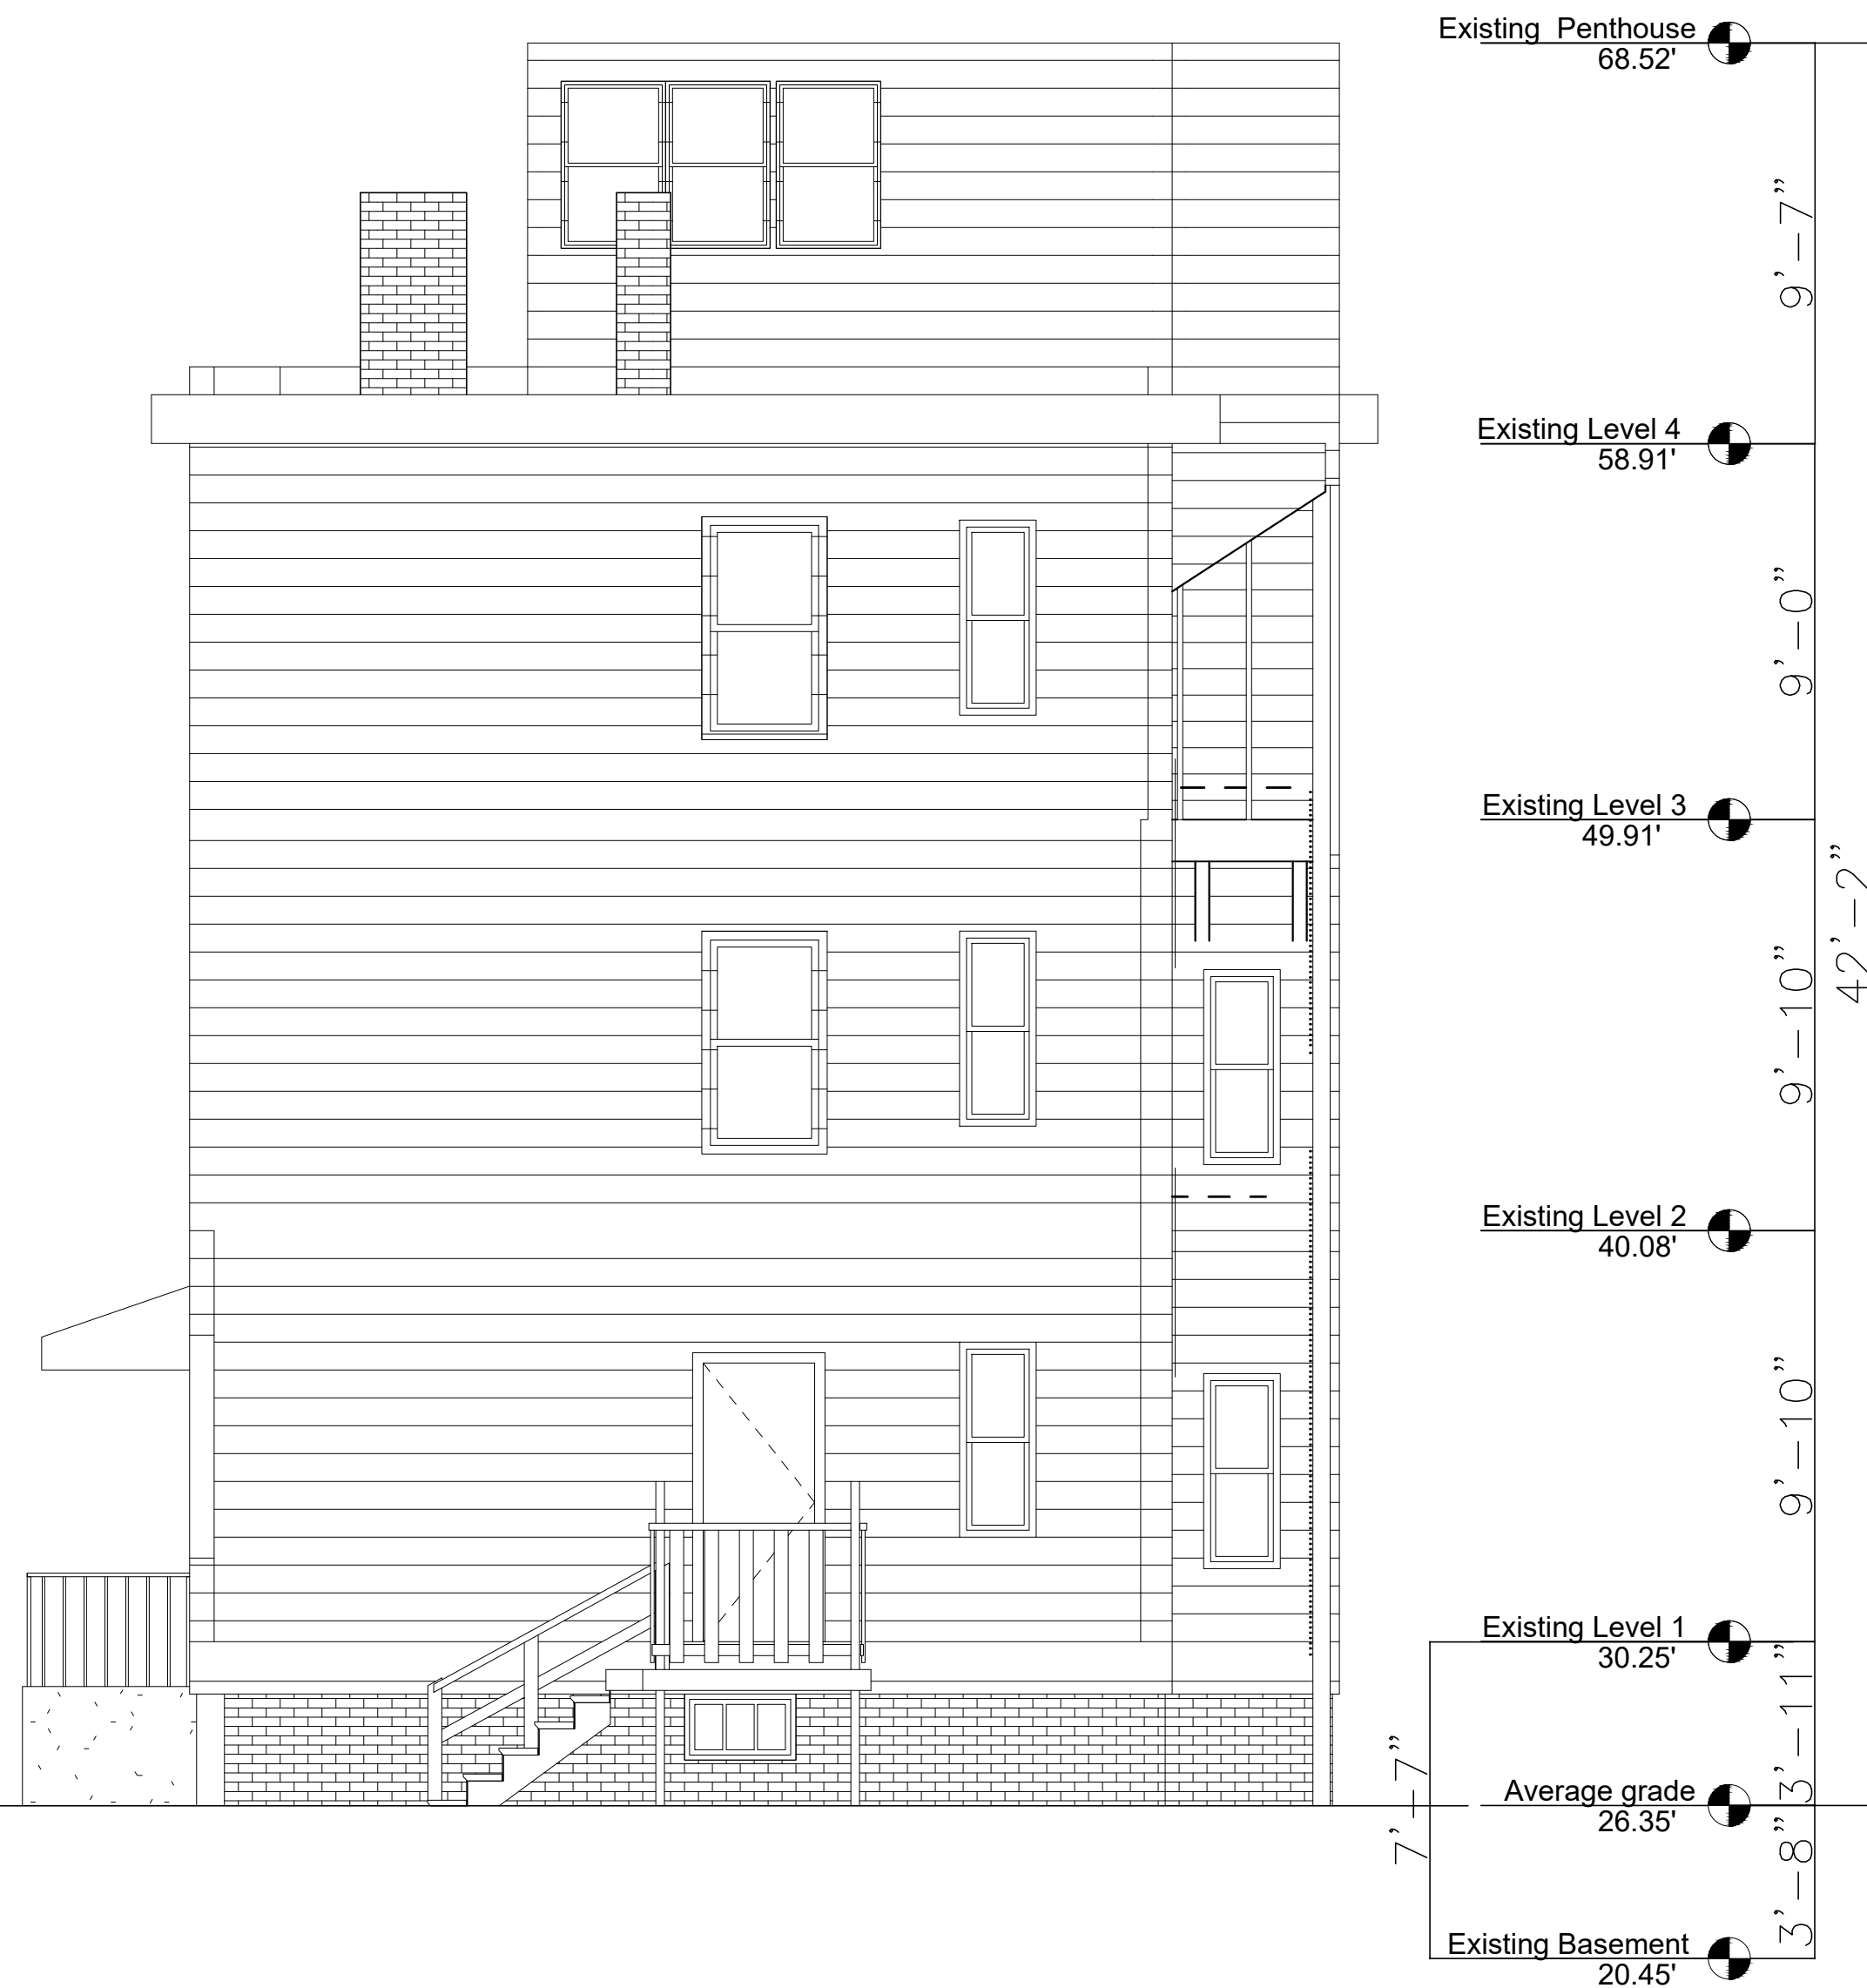 Existing  Penthouse
68.52'
9'-7"
Existing Level 4
58.91'
9'-0"
Existing Level 3
49.91'
42'-2"
9'-10"
Existing Level 2
40.08'
9'-10"
Existing Level 1
30.25'
3'-11"
7'-7"
Average grade
26.35'
3'-8"
Existing Basement
20.45'